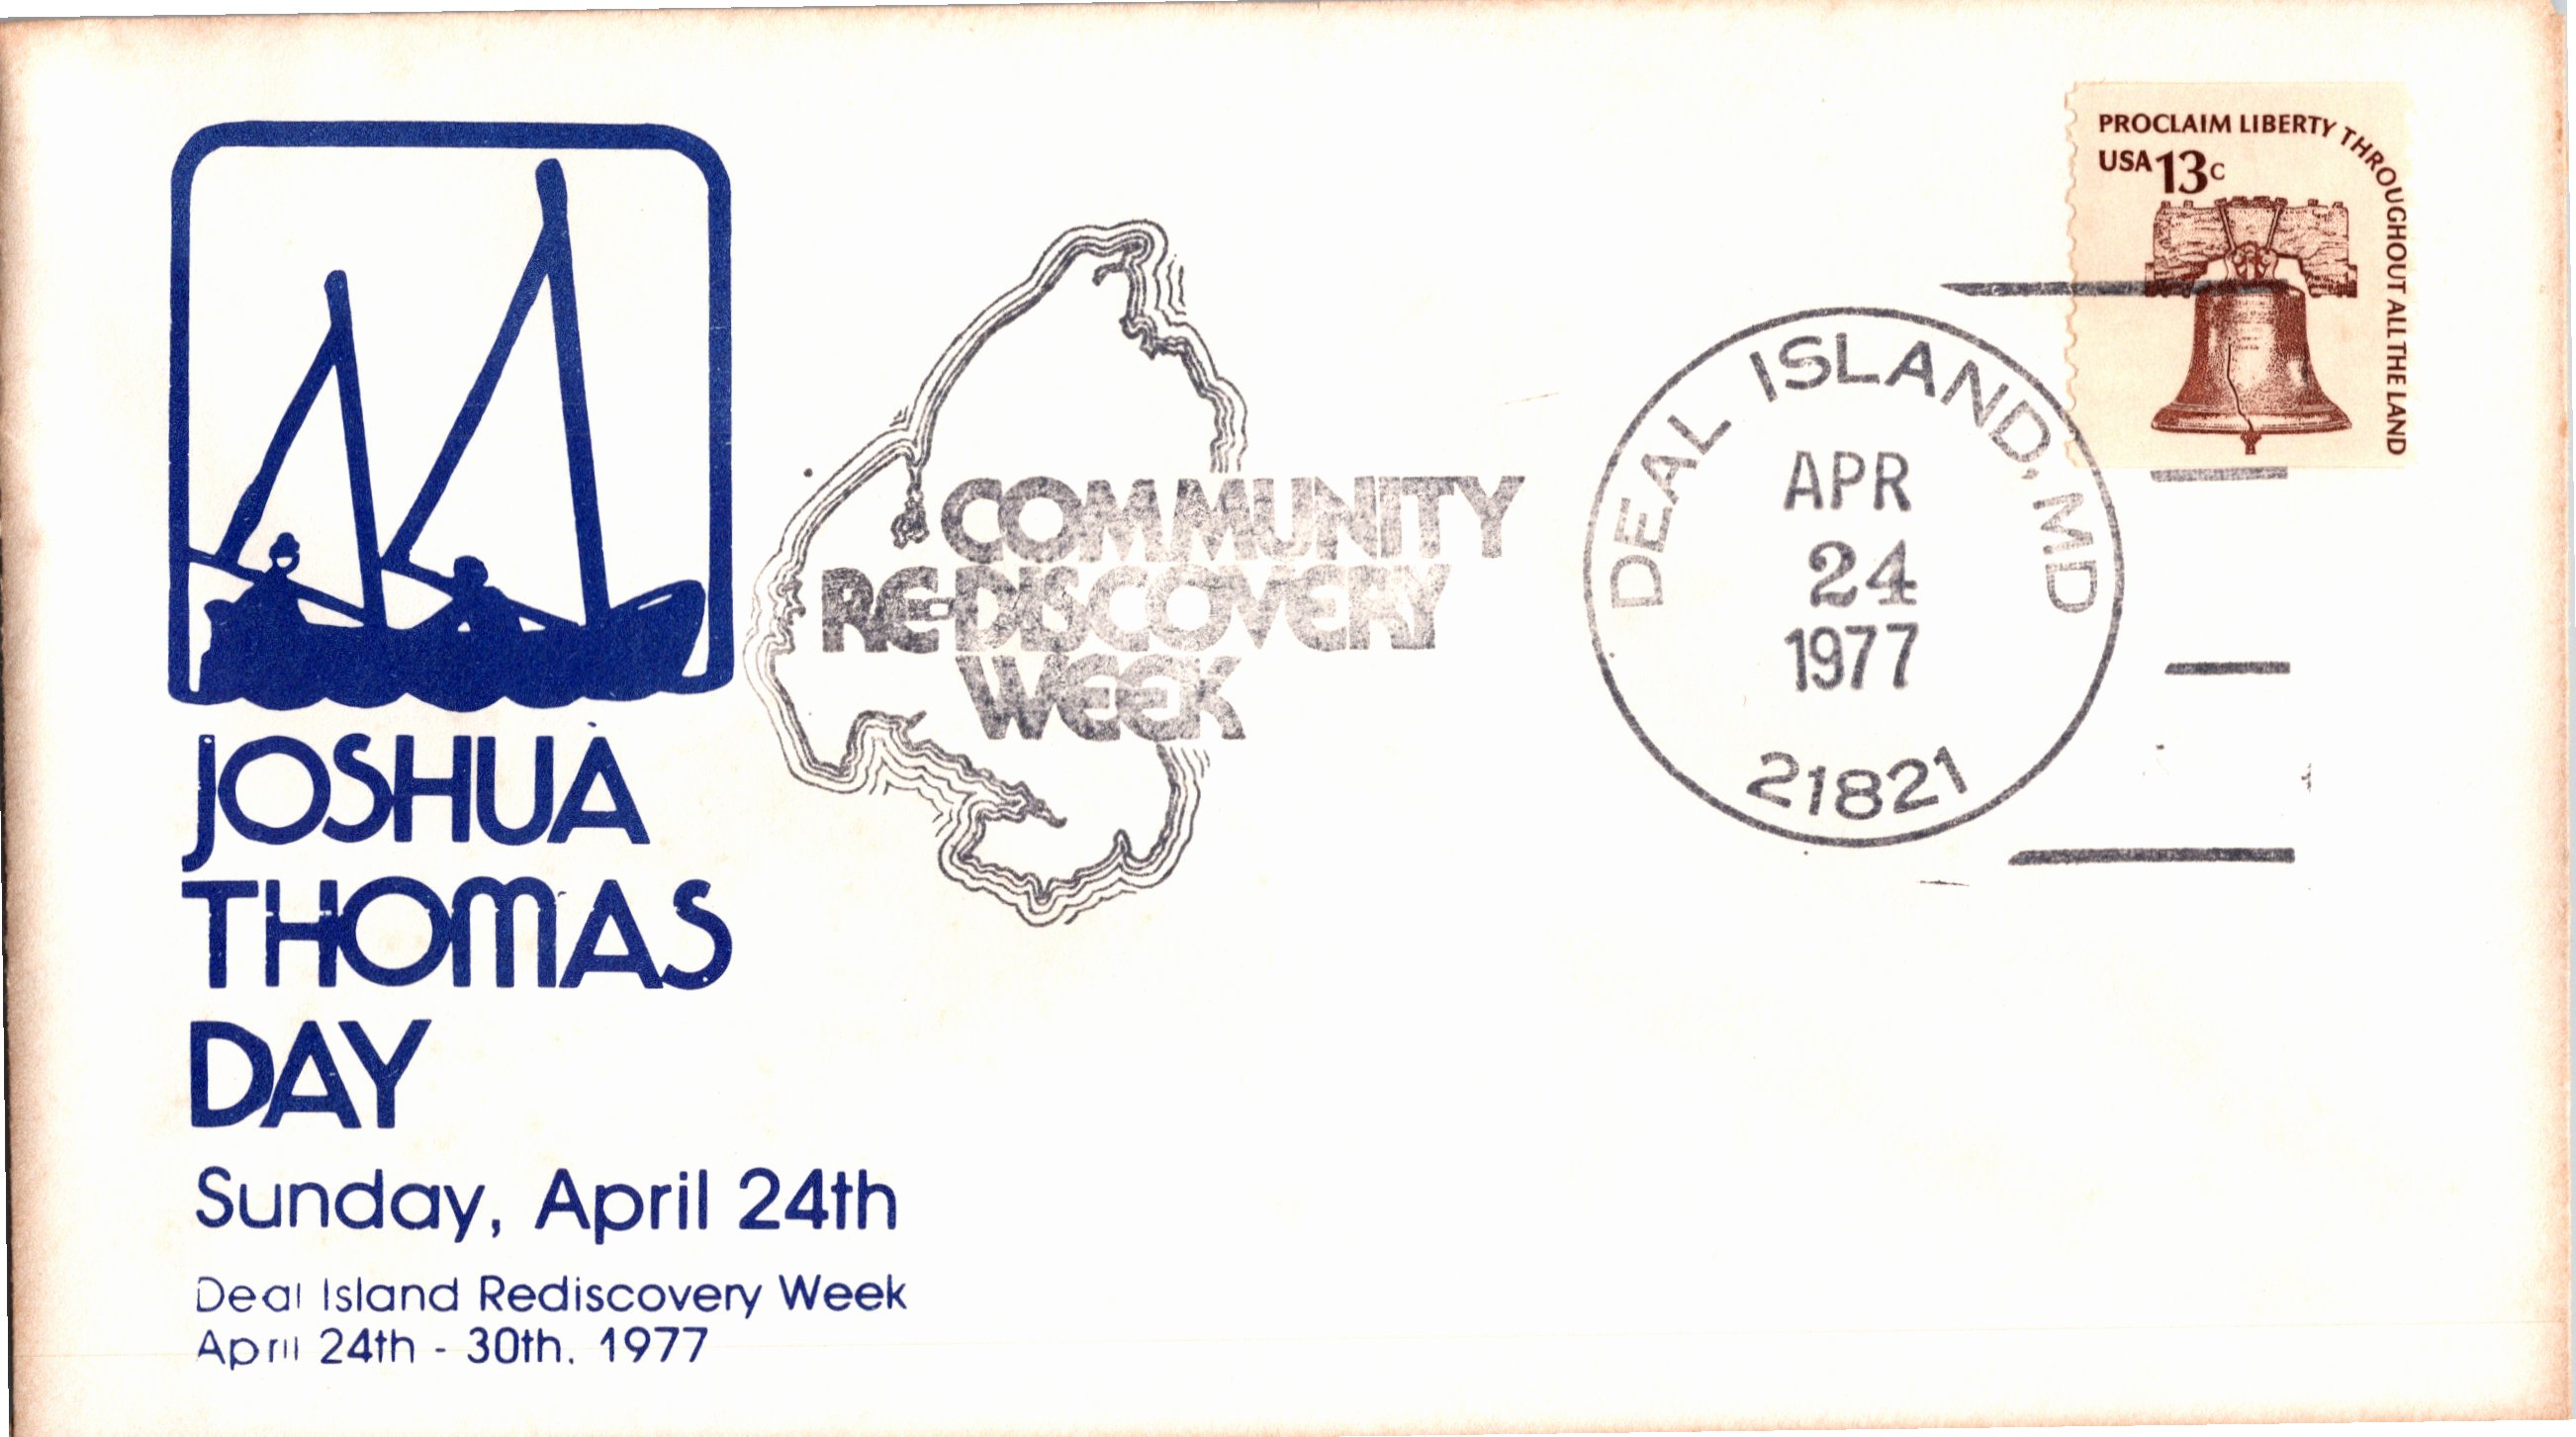 PROCLAIM LIBERTY THROUGHOUT ALL THE LAND
USA 13c
COMMUNITY
RE-DISCOVERY
WEEK
DEAL ISLAND, MD
APR
24
1977
21821
JOSHUA
THOMAS
DAY
Sunday, April 24th
Deal Island Rediscovery Week
April 24th - 30th, 1977